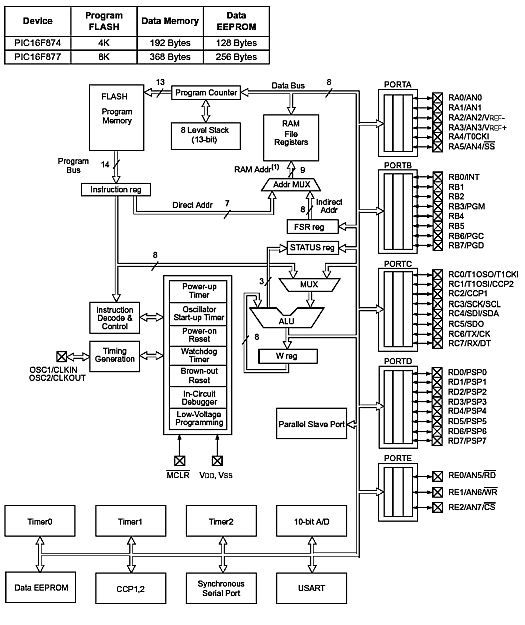 Device Program FLASH Data Memory Data EEPROM
PIC16F874 4K 192 Bytes 128 Bytes
PIC16F877 8K 368 Bytes 256 Bytes
FLASH
Program
Memory
13
Program Counter
Data Bus
8
8 Level Stack
(13-bit)
RAM
File
Registers
Program
Bus
14
RAM Addr(1)
9
Instruction reg
Addr MUX
Direct Addr
7
8
Indirect
Addr
FSR reg
STATUS reg
8
3
MUX
Power-up
Timer
Oscillator
Start-up Timer
Power-on
Reset
Watchdog
Timer
Brown-out
Reset
In-Circuit
Debugger
Low-Voltage
Programming
Instruction
Decode &
Control
ALU
8
Timing
Generation
W reg
OSC1/CLKIN
OSC2/CLKOUT
MCLR
VDD, VSS
Parallel Slave Port
PORTA
RA0/AN0
RA1/AN1
RA2/AN2/VREF-
RA3/AN3/VREF+
RA4/T0CKI
RA5/AN4/SS
PORTB
RB0/INT
RB1
RB2
RB3/PGM
RB4
RB5
RB6/PGC
RB7/PGD
PORTC
RC0/T1OSO/T1CKI
RC1/T1OSI/CCP2
RC2/CCP1
RC3/SCK/SCL
RC4/SDI/SDA
RC5/SDO
RC6/TX/CK
RC7/RX/DT
PORTD
RD0/PSP0
RD1/PSP1
RD2/PSP2
RD3/PSP3
RD4/PSP4
RD5/PSP5
RD6/PSP6
RD7/PSP7
PORTE
RE0/AN5/RD
RE1/AN6/WR
RE2/AN7/CS
Timer0
Timer1
Timer2
10-bit A/D
Data EEPROM
CCP1,2
Synchronous
Serial Port
USART